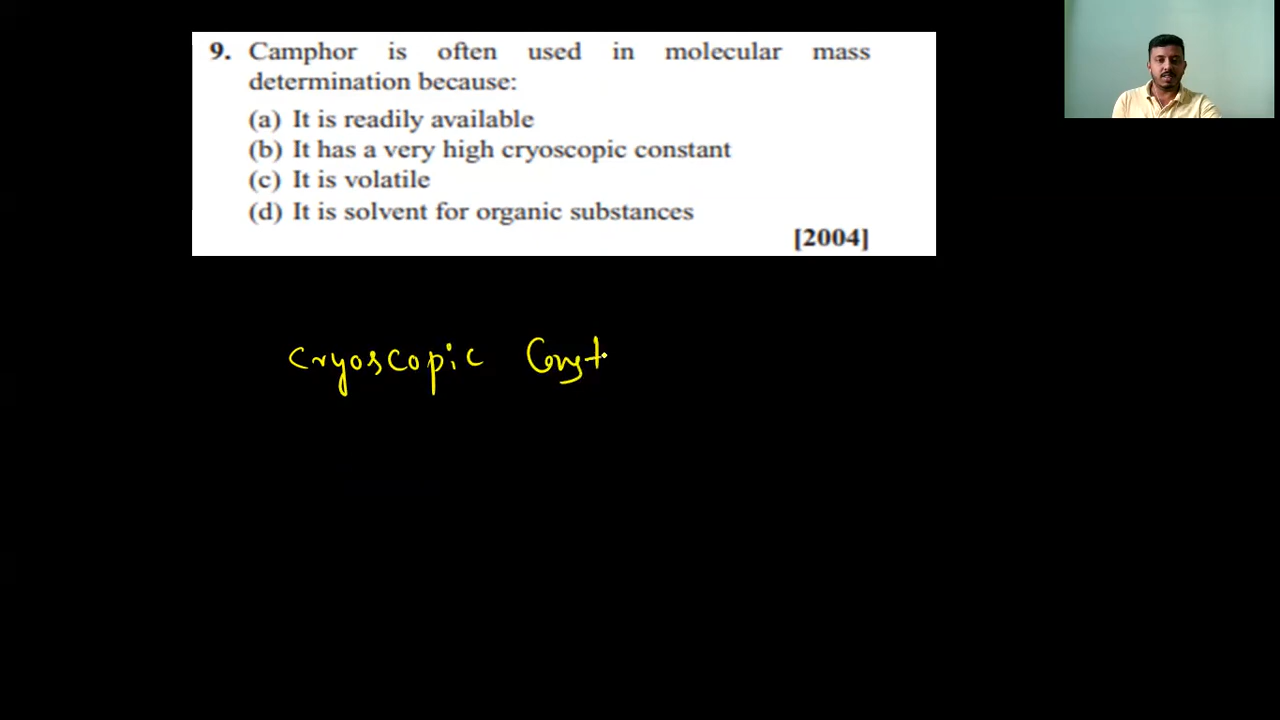 9. Camphor is often used in molecular mass
determination because:
(a) It is readily available
(b) It has a very high cryoscopic constant
(c) It is volatile
(d) It is solvent for organic substances
[2004]
Cryoscopic Const